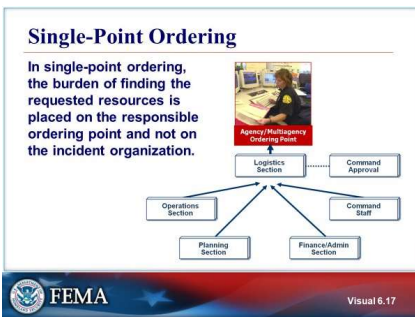 Single-Point Ordering
In single-point ordering,
the burden of finding the
requested resources is
placed on the responsible
ordering point and not on
the incident organization.
Agency/Multiagency
Ordering Point
Logistics
Section
Command
Approval
Operations
Section
Command
Staff
Planning
Section
Finance/Admin
Section
FEMA
Visual 6.17